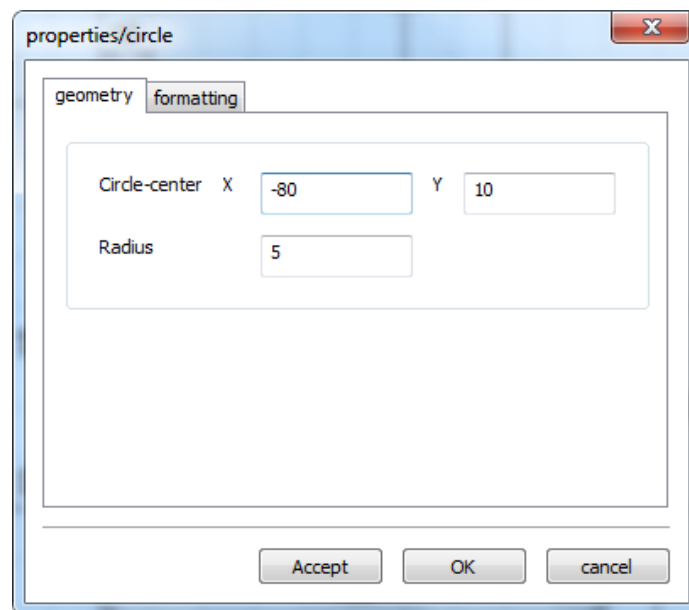 properties/circle
geometry formatting
Circle-center X -80 Y 10
Radius 5
Accept OK cancel